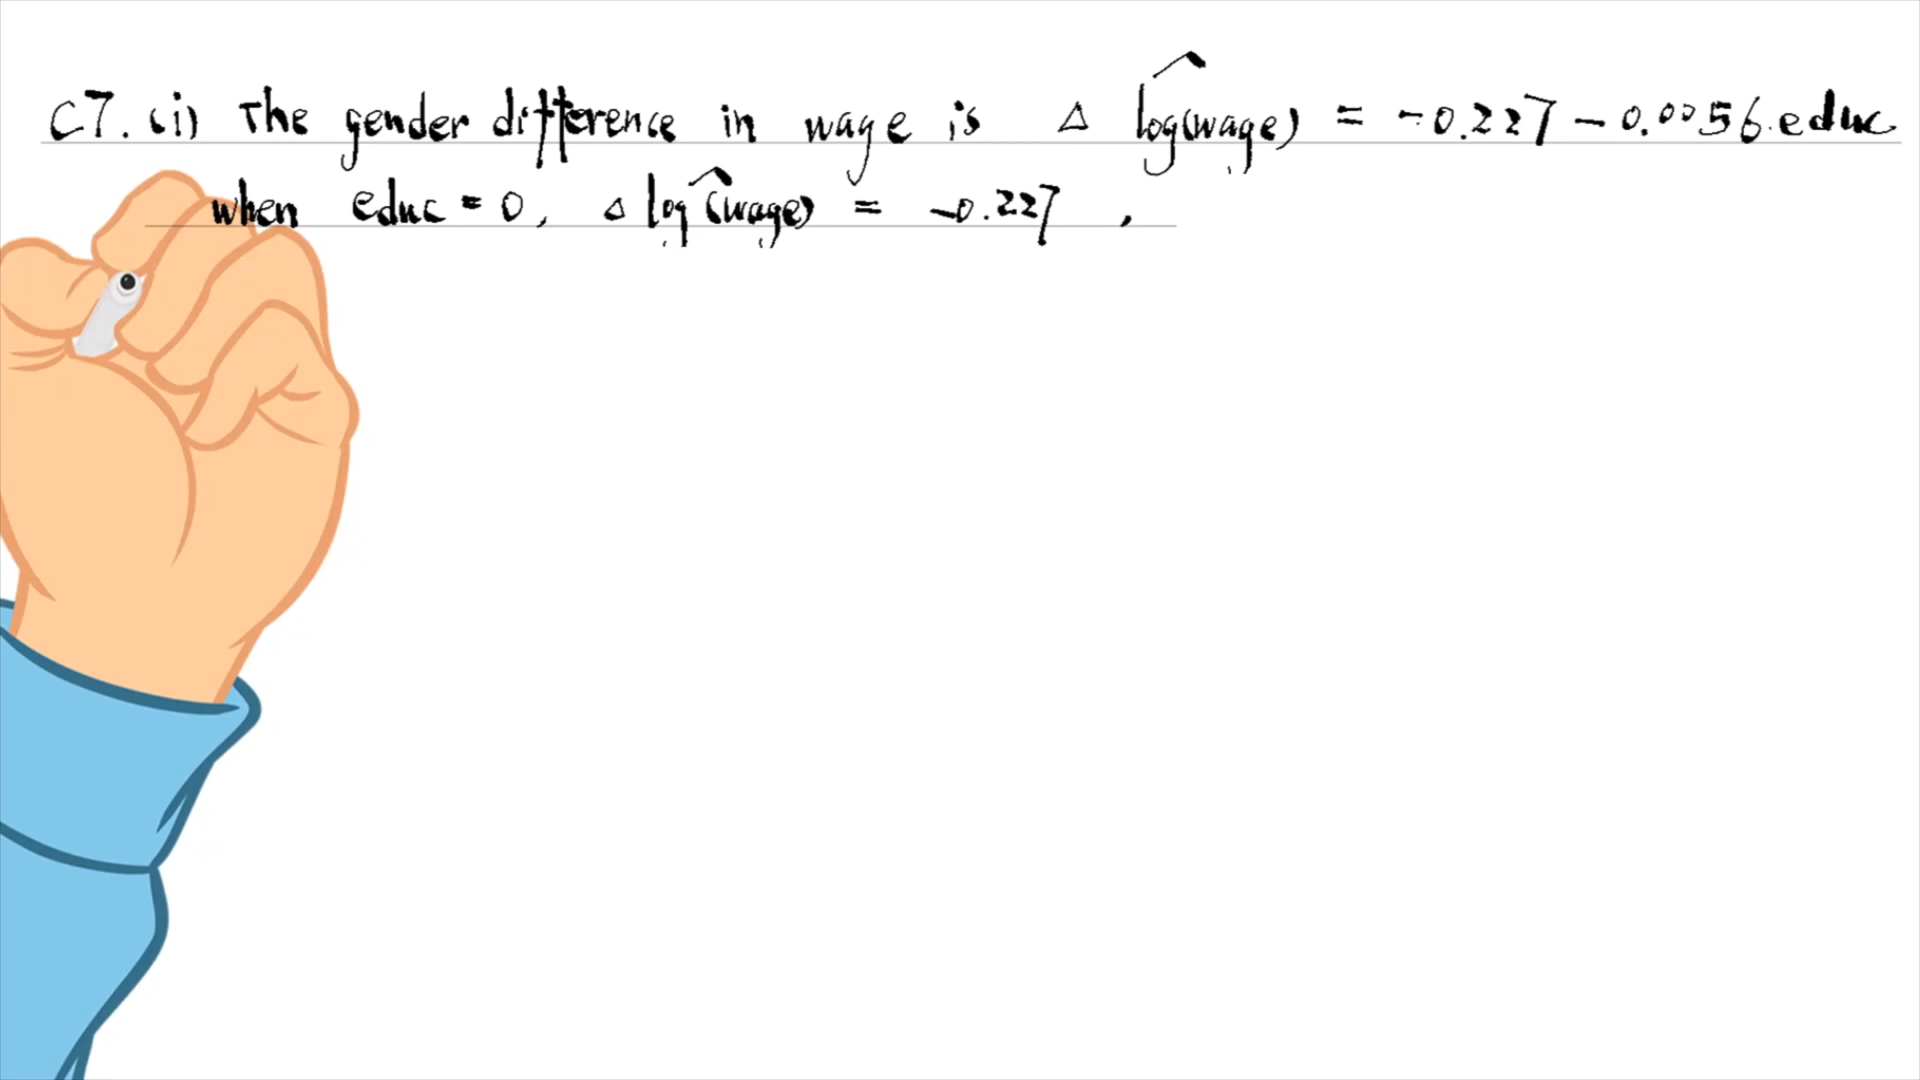 C7. (i) The gender difference in wage is Δ log(wage)^ = -0.227 - 0.0056.educ
when educ = 0, Δ log(wage)^ = -0.227 ,